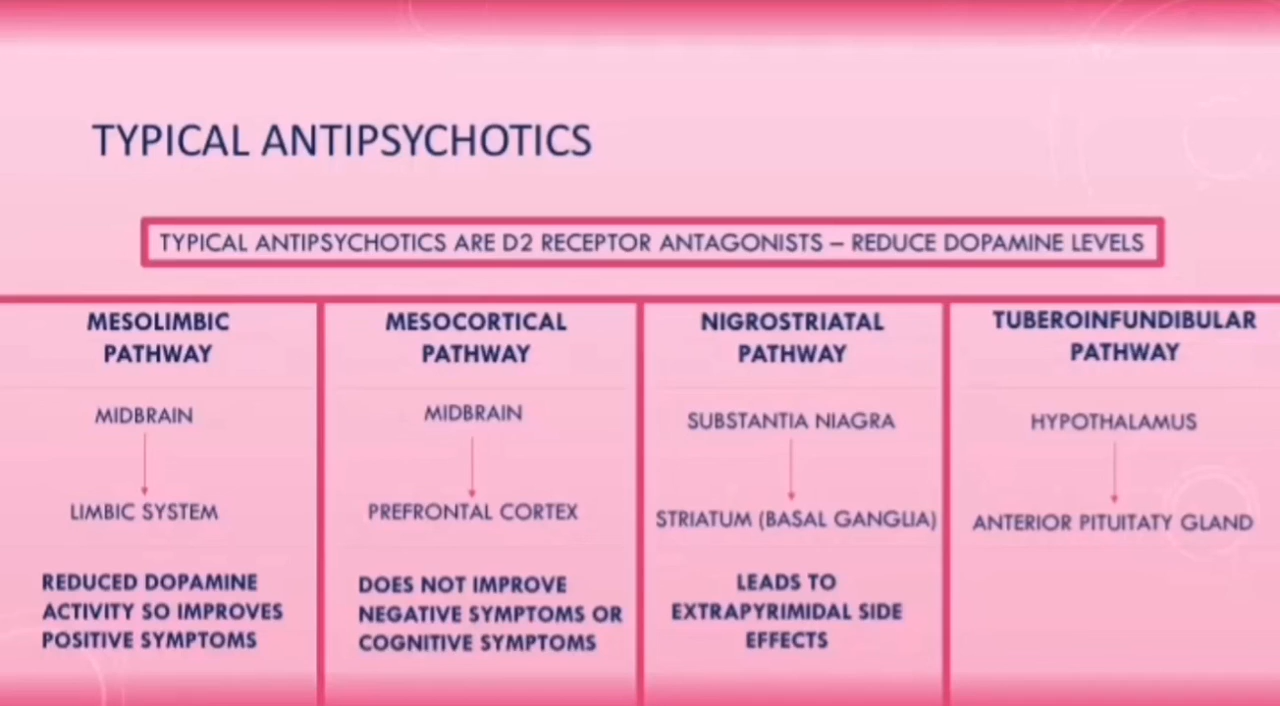 TYPICAL ANTIPSYCHOTICS
TYPICAL ANTIPSYCHOTICS ARE D2 RECEPTOR ANTAGONISTS – REDUCE DOPAMINE LEVELS
MESOLIMBIC
PATHWAY
MIDBRAIN
LIMBIC SYSTEM
REDUCED DOPAMINE
ACTIVITY SO IMPROVES
POSITIVE SYMPTOMS
MESOCORTICAL
PATHWAY
MIDBRAIN
PREFRONTAL CORTEX
DOES NOT IMPROVE
NEGATIVE SYMPTOMS OR
COGNITIVE SYMPTOMS
NIGROSTRIATAL
PATHWAY
SUBSTANTIA NIAGRA
STRIATUM (BASAL GANGLIA)
LEADS TO
EXTRAPYRIMIDAL SIDE
EFFECTS
TUBEROINFUNDIBULAR
PATHWAY
HYPOTHALAMUS
ANTERIOR PITUITATY GLAND